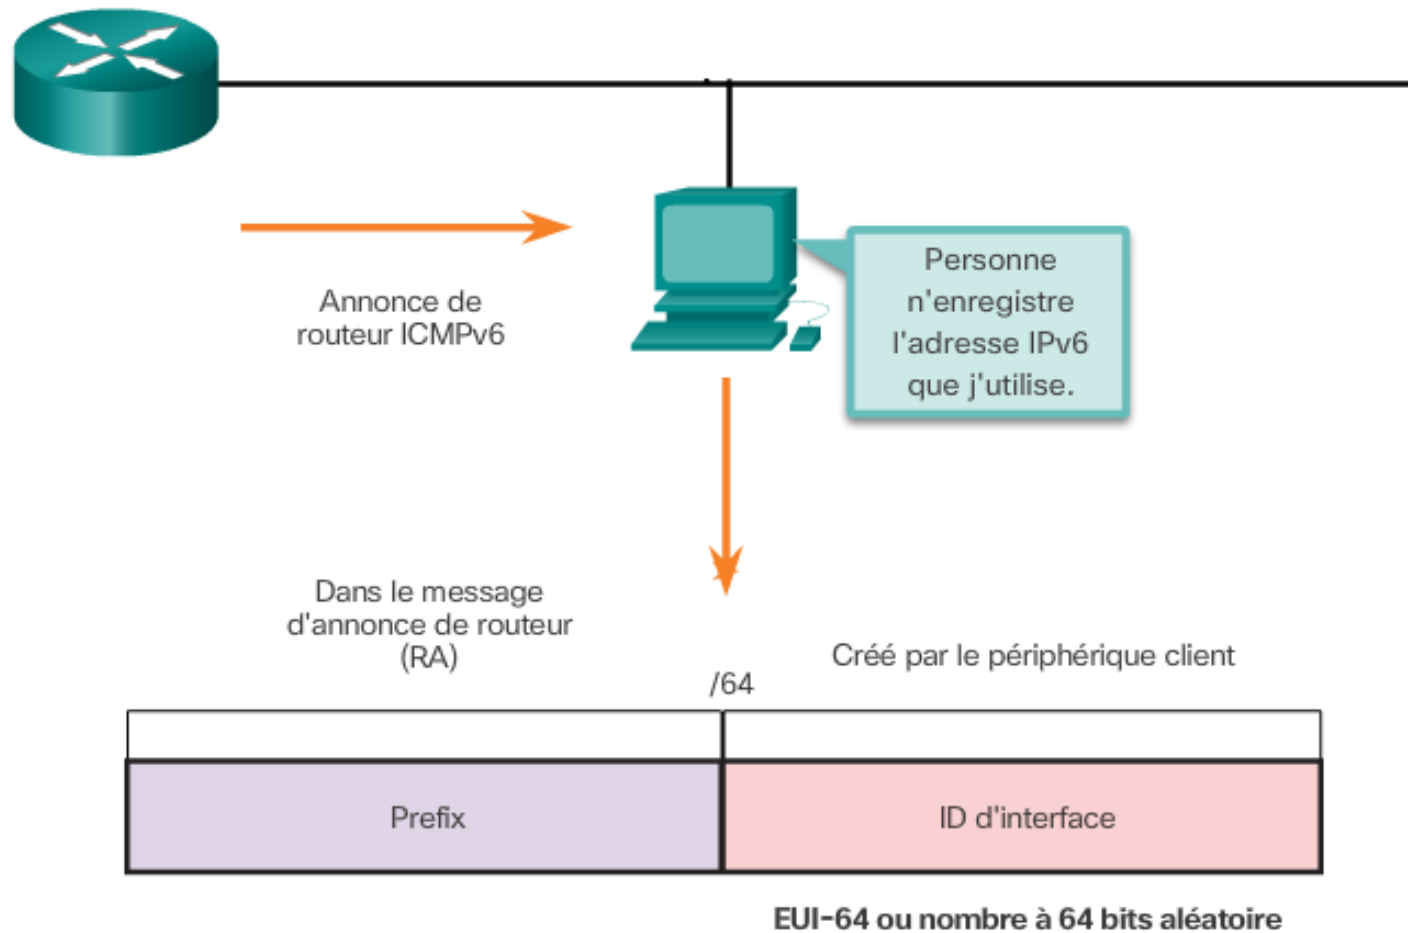 Annonce de
routeur ICMPv6
Personne
n'enregistre
l'adresse IPv6
que j'utilise.
Dans le message
d'annonce de routeur
(RA)
/64
Créé par le périphérique client
Prefix
ID d'interface
EUI-64 ou nombre à 64 bits aléatoire